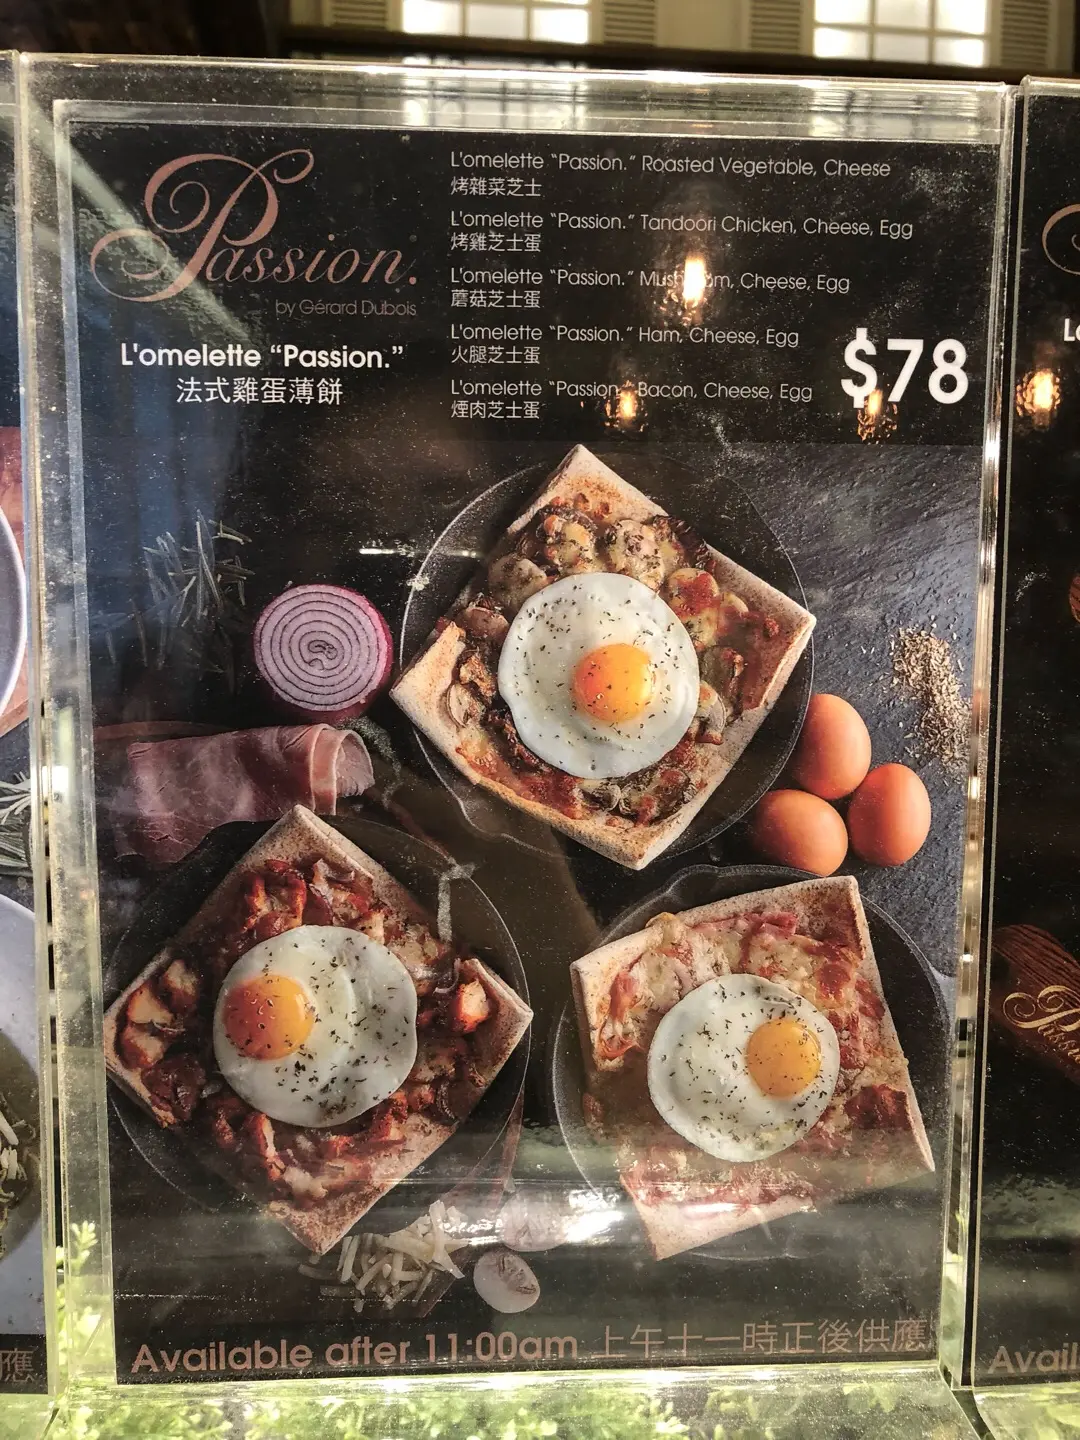 Passion.
by Gérard Dubois
L'omelette “Passion.”
法式雞蛋薄餅
L'omelette “Passion.” Roasted Vegetable, Cheese
烤雜菜芝士
L'omelette “Passion.” Tandoori Chicken, Cheese, Egg
烤雞芝士蛋
L'omelette “Passion.” Mushroom, Cheese, Egg
蘑菇芝士蛋
L'omelette “Passion.” Ham, Cheese, Egg
火腿芝士蛋
L'omelette “Passion.” Bacon, Cheese, Egg
煙肉芝士蛋
$78
Available after 11:00am 上午十一時正後供應
應